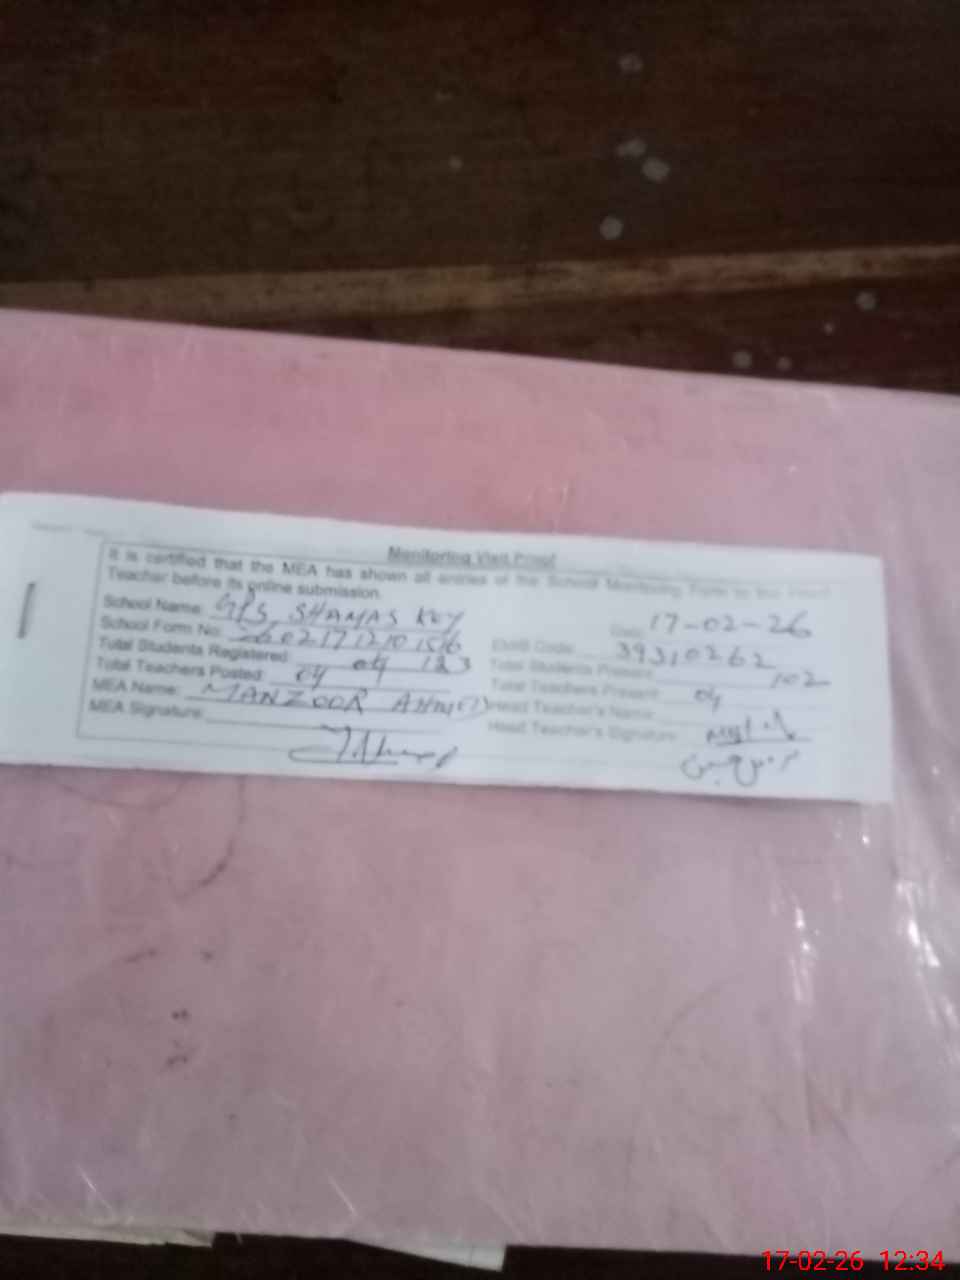 Monitoring Visit Proof
It is certified that the MEA has shown all entries of the School Monitoring Form to the Head
Teacher before its online submission.
Date: 17-02-26
School Name: GPS SHAMAS
School Form No: EMIS Code: 39310262
Total Students Registered: 123 Total Students Present: 102
Total Teachers Posted: 04 Total Teachers Present: 04
MEA Name: MANZOOR AHMED Head Teacher's Name:
MEA Signature: Head Teacher's Signature:
17-02-26 12:34